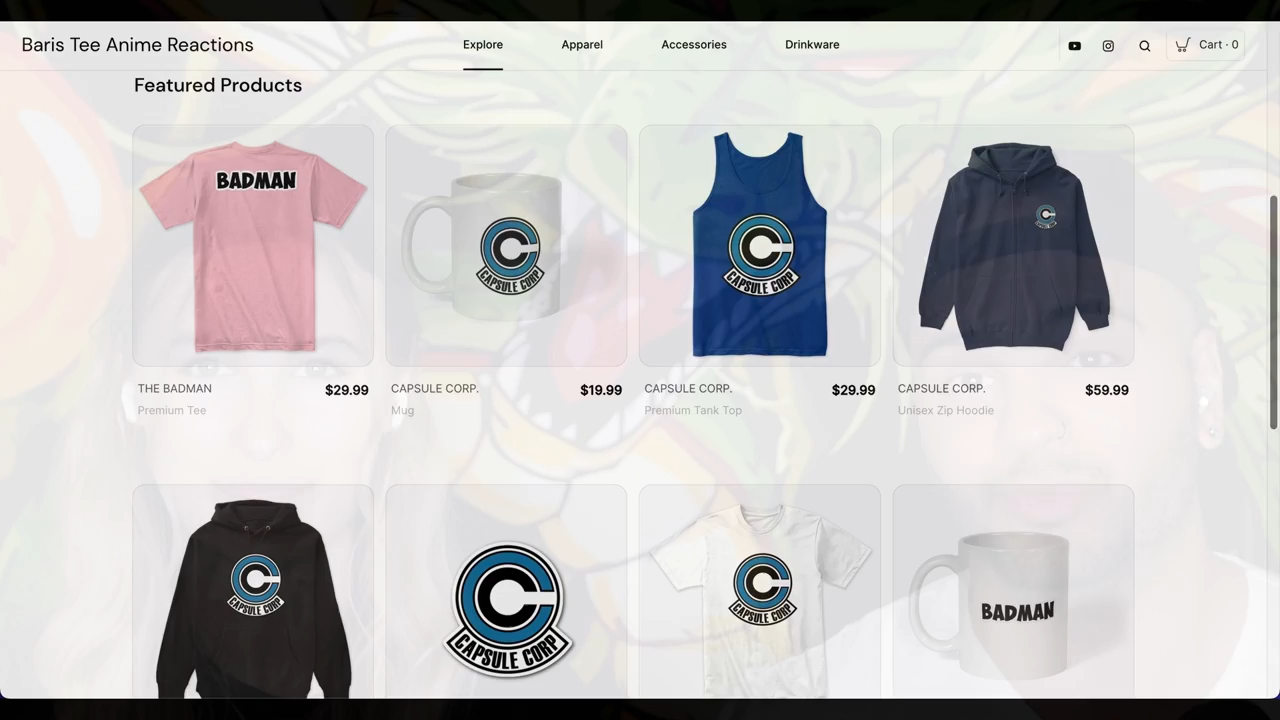 Baris Tee Anime Reactions
Explore
Apparel
Accessories
Drinkware
Cart · 0
Featured Products
BADMAN
CAPSULE CORP
CAPSULE CORP
CAPSULE CORP
THE BADMAN
$29.99
Premium Tee
CAPSULE CORP.
$19.99
Mug
CAPSULE CORP.
$29.99
Premium Tank Top
CAPSULE CORP.
$59.99
Unisex Zip Hoodie
CAPSULE CORP
CAPSULE CORP
CAPSULE CORP
BADMAN